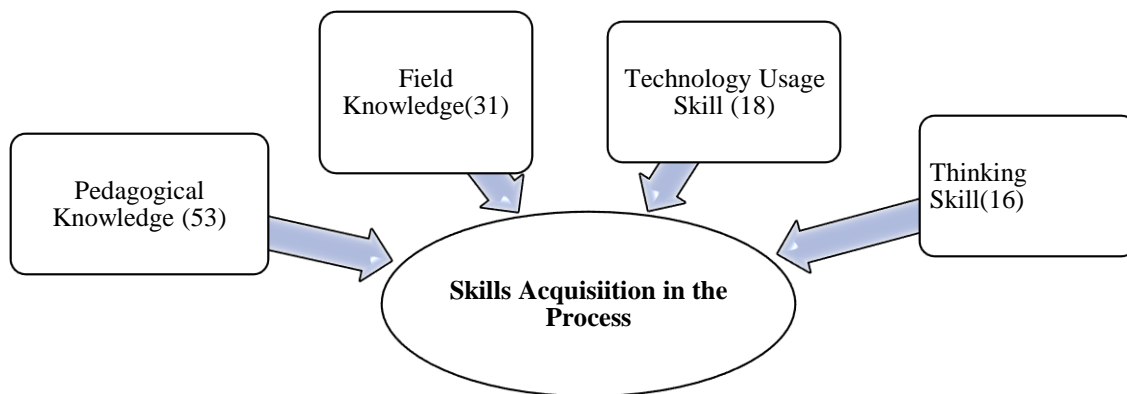 Field
Knowledge(31)
Technology Usage
Skill (18)
Pedagogical
Knowledge (53)
Thinking
Skill(16)
Skills Acquisiition in the
Process